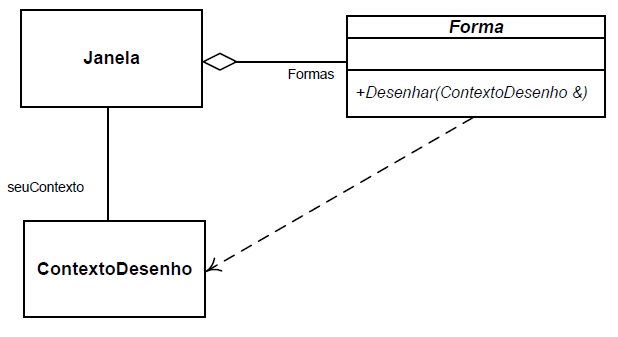 Forma
Janela
Formas
+Desenhar(ContextoDesenho &)
seuContexto
ContextoDesenho